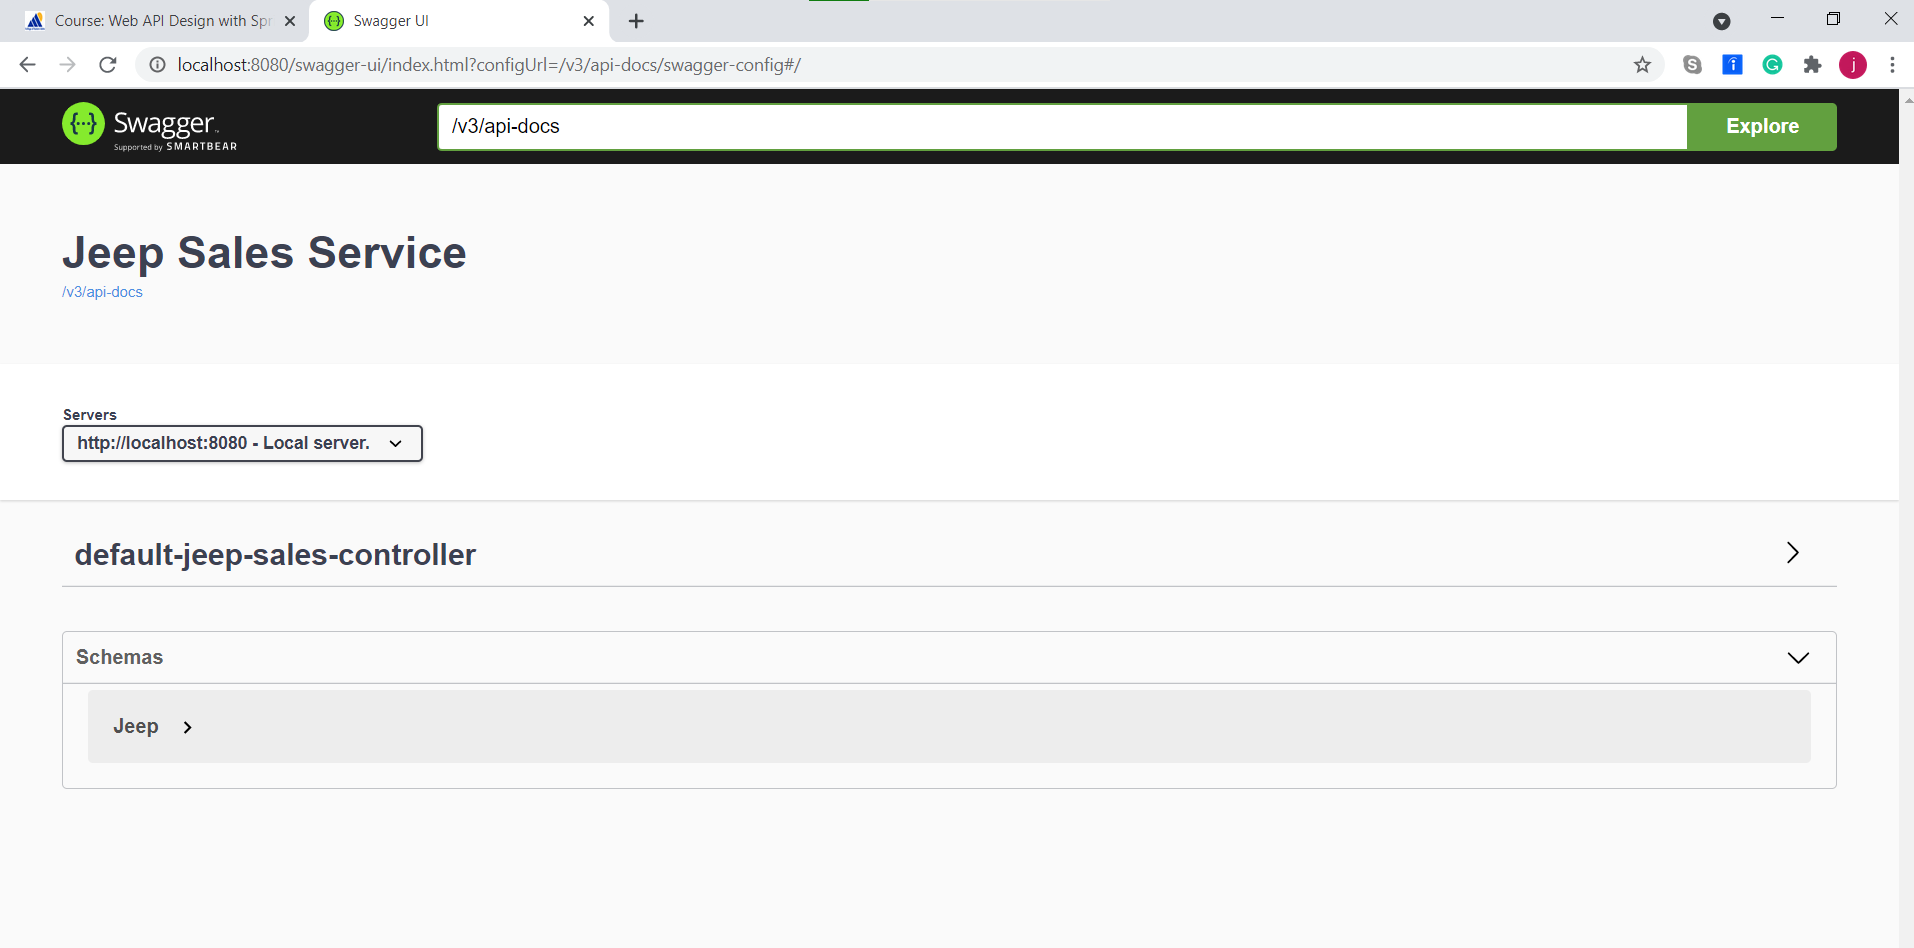 Course: Web API Design with Spr
Swagger UI
localhost:8080/swagger-ui/index.html?configUrl=/v3/api-docs/swagger-config#/
j
Swagger™
Supported by SMARTBEAR
/v3/api-docs
Explore
Jeep Sales Service
/v3/api-docs
Servers
http://localhost:8080 - Local server.
default-jeep-sales-controller
Schemas
Jeep